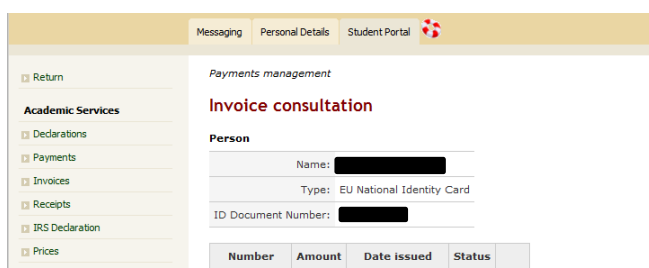 Messaging Personal Details Student Portal
Return
Academic Services
Declarations
Payments
Invoices
Receipts
IRS Declaration
Prices
Payments management
Invoice consultation
Person
Name:
Type: EU National Identity Card
ID Document Number:
Number Amount Date issued Status